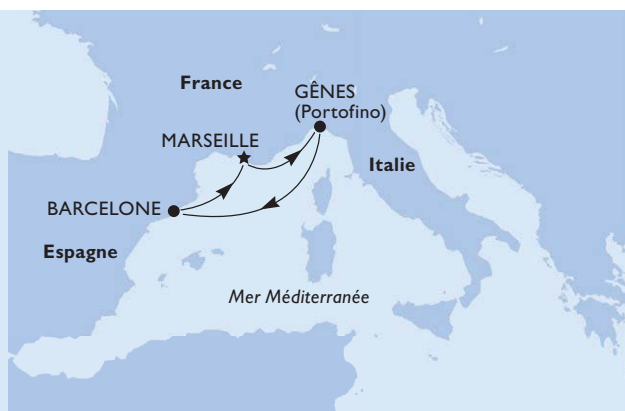 France
GÊNES
(Portofino)
MARSEILLE
Italie
BARCELONE
Espagne
Mer Méditerranée